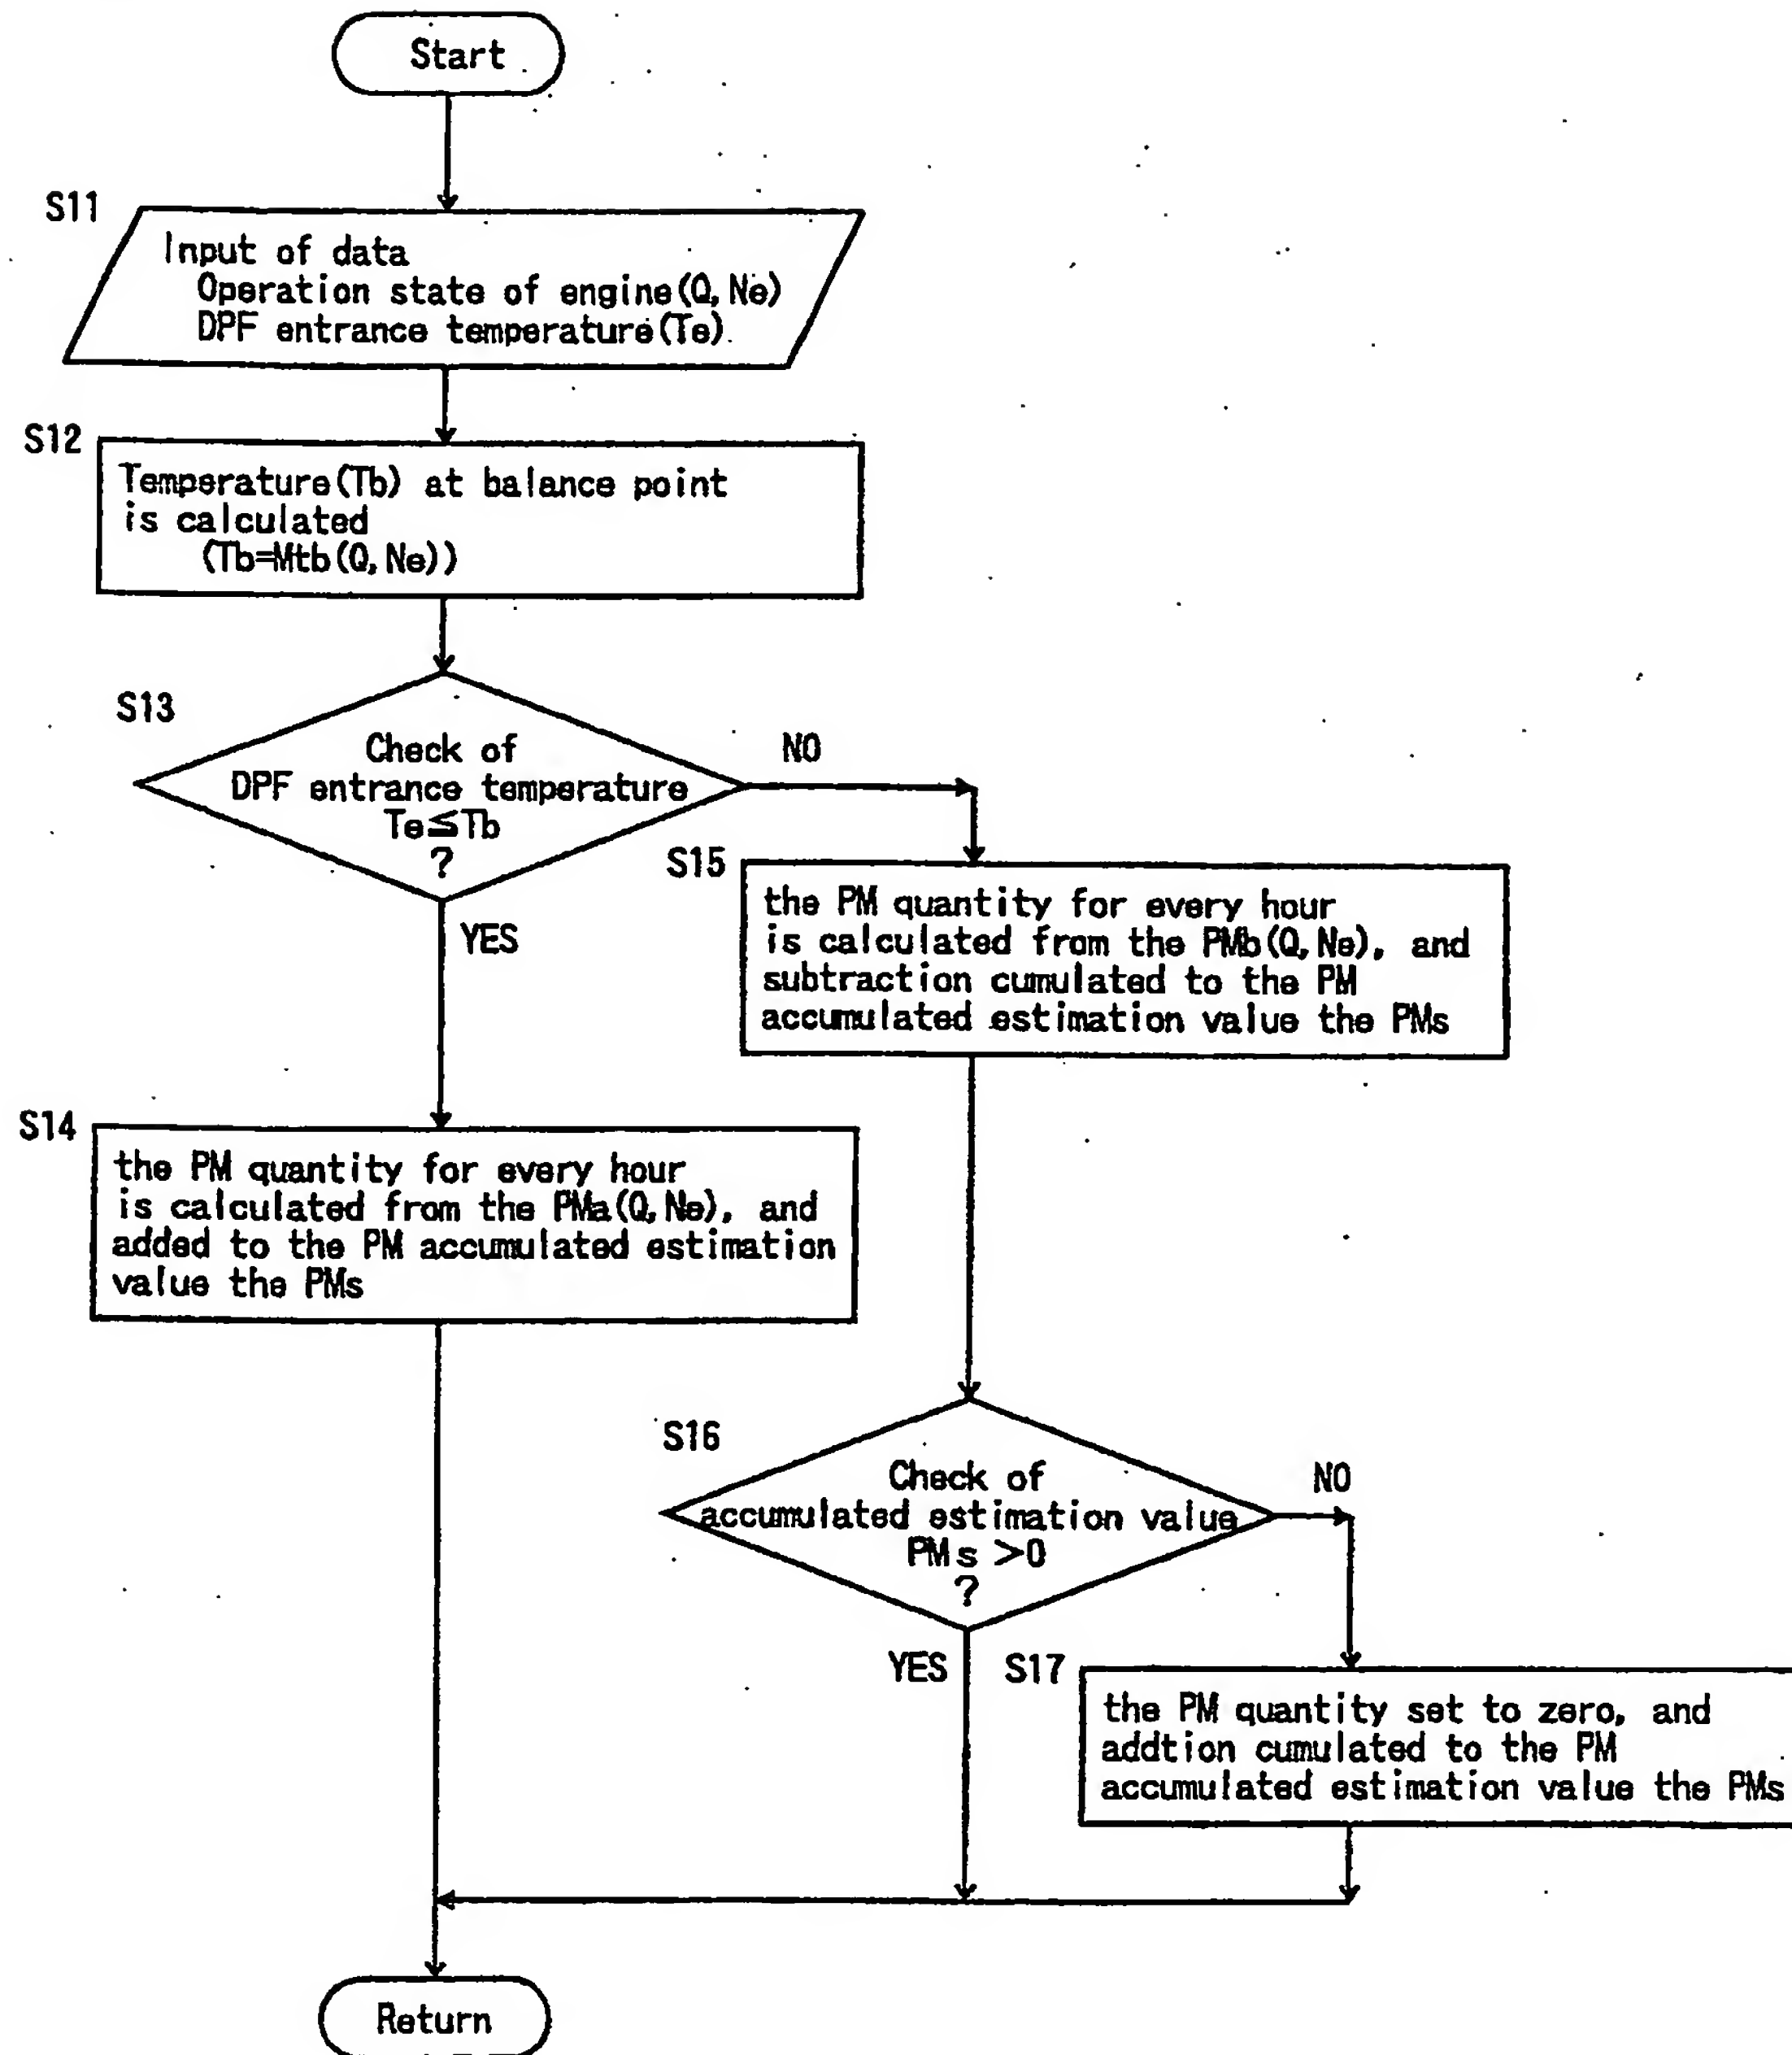 Start
S11
Input of data
Operation state of engine(Q,Ne)
DPF entrance temperature(Te)
S12
Temperature(Tb) at balance point
is calculated
(Tb=Mtb(Q,Ne))
S13
Check of
DPF entrance temperature
Te≦Tb
?
NO
YES
S15
the PM quantity for every hour
is calculated from the PMb(Q,Ne), and
subtraction cumulated to the PM
accumulated estimation value the PMs
S14
the PM quantity for every hour
is calculated from the PMa(Q,Ne), and
added to the PM accumulated estimation
value the PMs
S16
Check of
accumulated estimation value
PMs >0
?
NO
YES
S17
the PM quantity set to zero, and
addtion cumulated to the PM
accumulated estimation value the PMs
Return